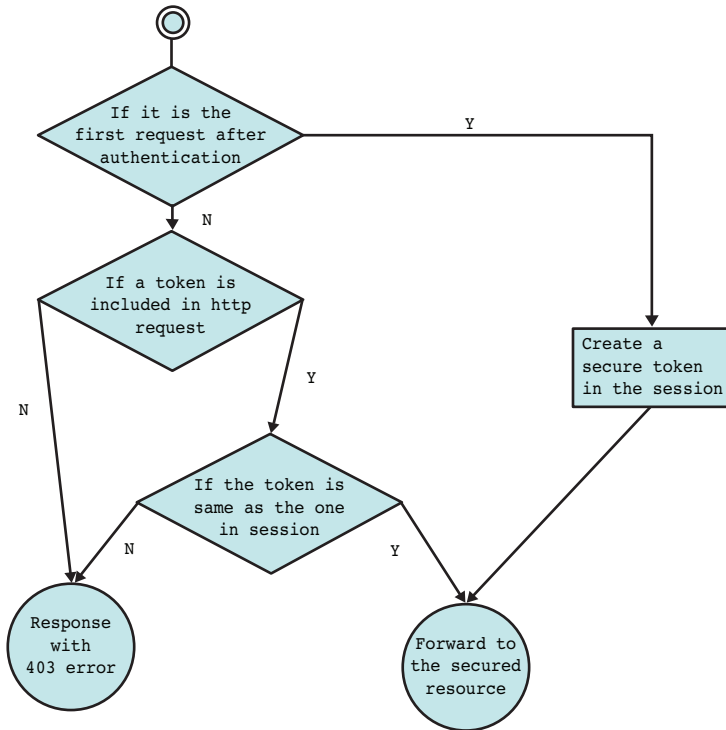 If it is the
first request after
authentication
Y
N
If a token is
included in http
request
Create a
secure token
in the session
Y
N
If the token is
same as the one
in session
N
Y
Response
with
403 error
Forward to
the secured
resource